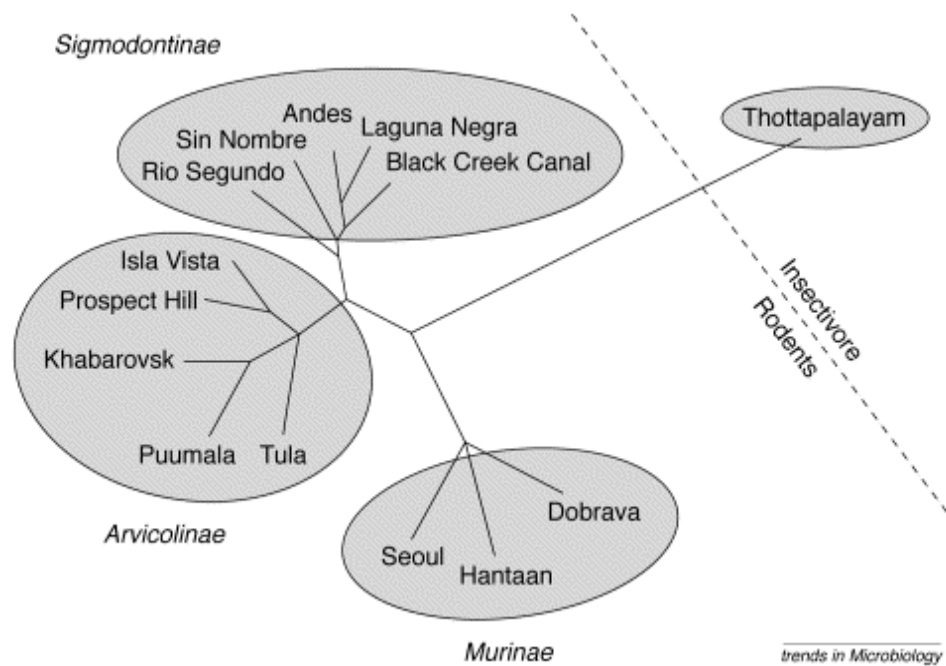 Sigmodontinae
Andes
Sin Nombre
Laguna Negra
Rio Segundo
Black Creek Canal
Thottapalayam
Isla Vista
Prospect Hill
Khabarovsk
Puumala
Tula
Arvicolinae
Insectivore
Rodents
Dobrava
Seoul
Hantaan
Murinae
trends in Microbiology